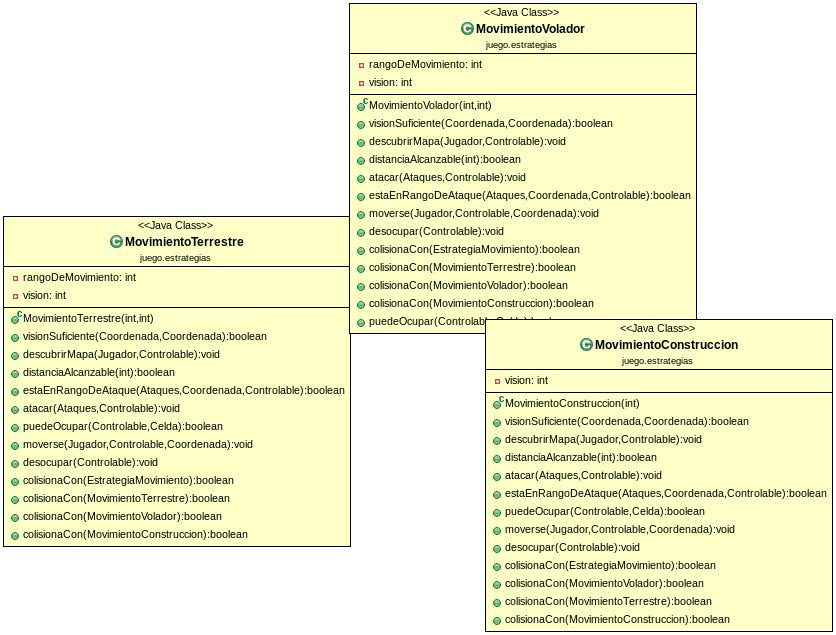 <<Java Class>>
MovimientoVolador
juego.estrategias
rangoDeMovimiento: int
vision: int
MovimientoVolador(int,int)
visionSuficiente(Coordenada,Coordenada):boolean
descubrirMapa(Jugador,Controlable):void
distanciaAlcanzable(int):boolean
atacar(Ataques,Controlable):void
estaEnRangoDeAtaque(Ataques,Coordenada,Controlable):boolean
moverse(Jugador,Controlable,Coordenada):void
desocupar(Controlable):void
colisionaCon(EstrategiaMovimiento):boolean
colisionaCon(MovimientoTerrestre):boolean
colisionaCon(MovimientoVolador):boolean
colisionaCon(MovimientoConstruccion):boolean
<<Java Class>>
MovimientoTerrestre
juego.estrategias
rangoDeMovimiento: int
vision: int
MovimientoTerrestre(int,int)
visionSuficiente(Coordenada,Coordenada):boolean
descubrirMapa(Jugador,Controlable):void
distanciaAlcanzable(int):boolean
estaEnRangoDeAtaque(Ataques,Coordenada,Controlable):boolean
atacar(Ataques,Controlable):void
puedeOcupar(Controlable,Celda):boolean
moverse(Jugador,Controlable,Coordenada):void
desocupar(Controlable):void
colisionaCon(EstrategiaMovimiento):boolean
colisionaCon(MovimientoTerrestre):boolean
colisionaCon(MovimientoVolador):boolean
colisionaCon(MovimientoConstruccion):boolean
<<Java Class>>
MovimientoConstruccion
juego.estrategias
vision: int
MovimientoConstruccion(int)
visionSuficiente(Coordenada,Coordenada):boolean
descubrirMapa(Jugador,Controlable):void
distanciaAlcanzable(int):boolean
atacar(Ataques,Controlable):void
estaEnRangoDeAtaque(Ataques,Coordenada,Controlable):boolean
puedeOcupar(Controlable,Celda):boolean
moverse(Jugador,Controlable,Coordenada):void
desocupar(Controlable):void
colisionaCon(EstrategiaMovimiento):boolean
colisionaCon(MovimientoVolador):boolean
colisionaCon(MovimientoTerrestre):boolean
colisionaCon(MovimientoConstruccion):boolean